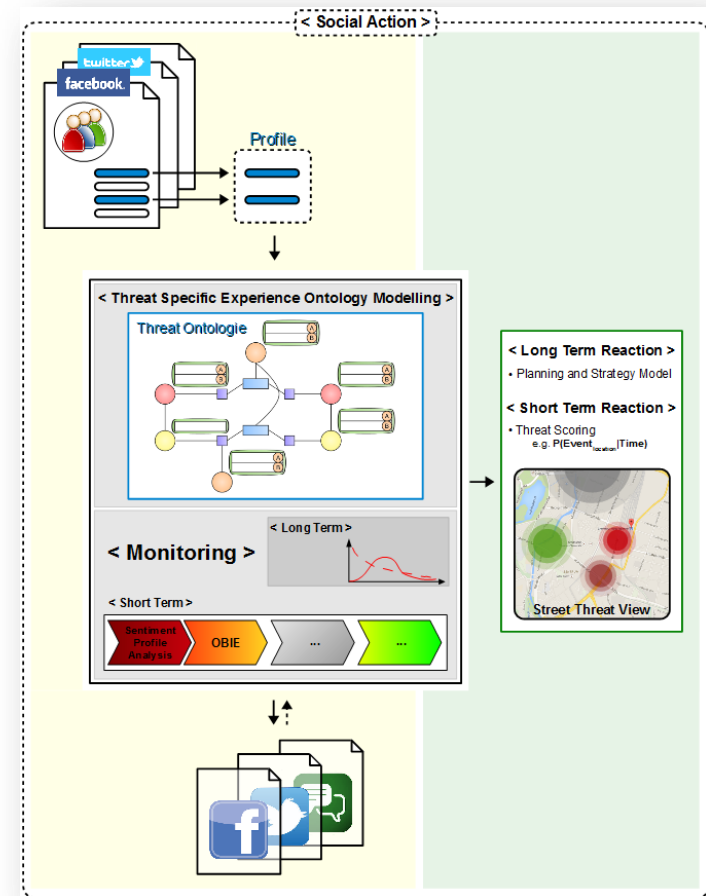 < Social Action >
twitter
facebook.
Profile
< Threat Specific Experience Ontology Modelling >
Threat Ontologie
A
B
A
B
A
B
A
B
A
B
< Long Term Reaction >
• Planning and Strategy Model
< Short Term Reaction >
• Threat Scoring
e.g. P(Event location|Time)
< Monitoring >
< Long Term >
< Short Term >
Sentiment
Profile
Analysis
OBIE
...
...
Street Threat View
f